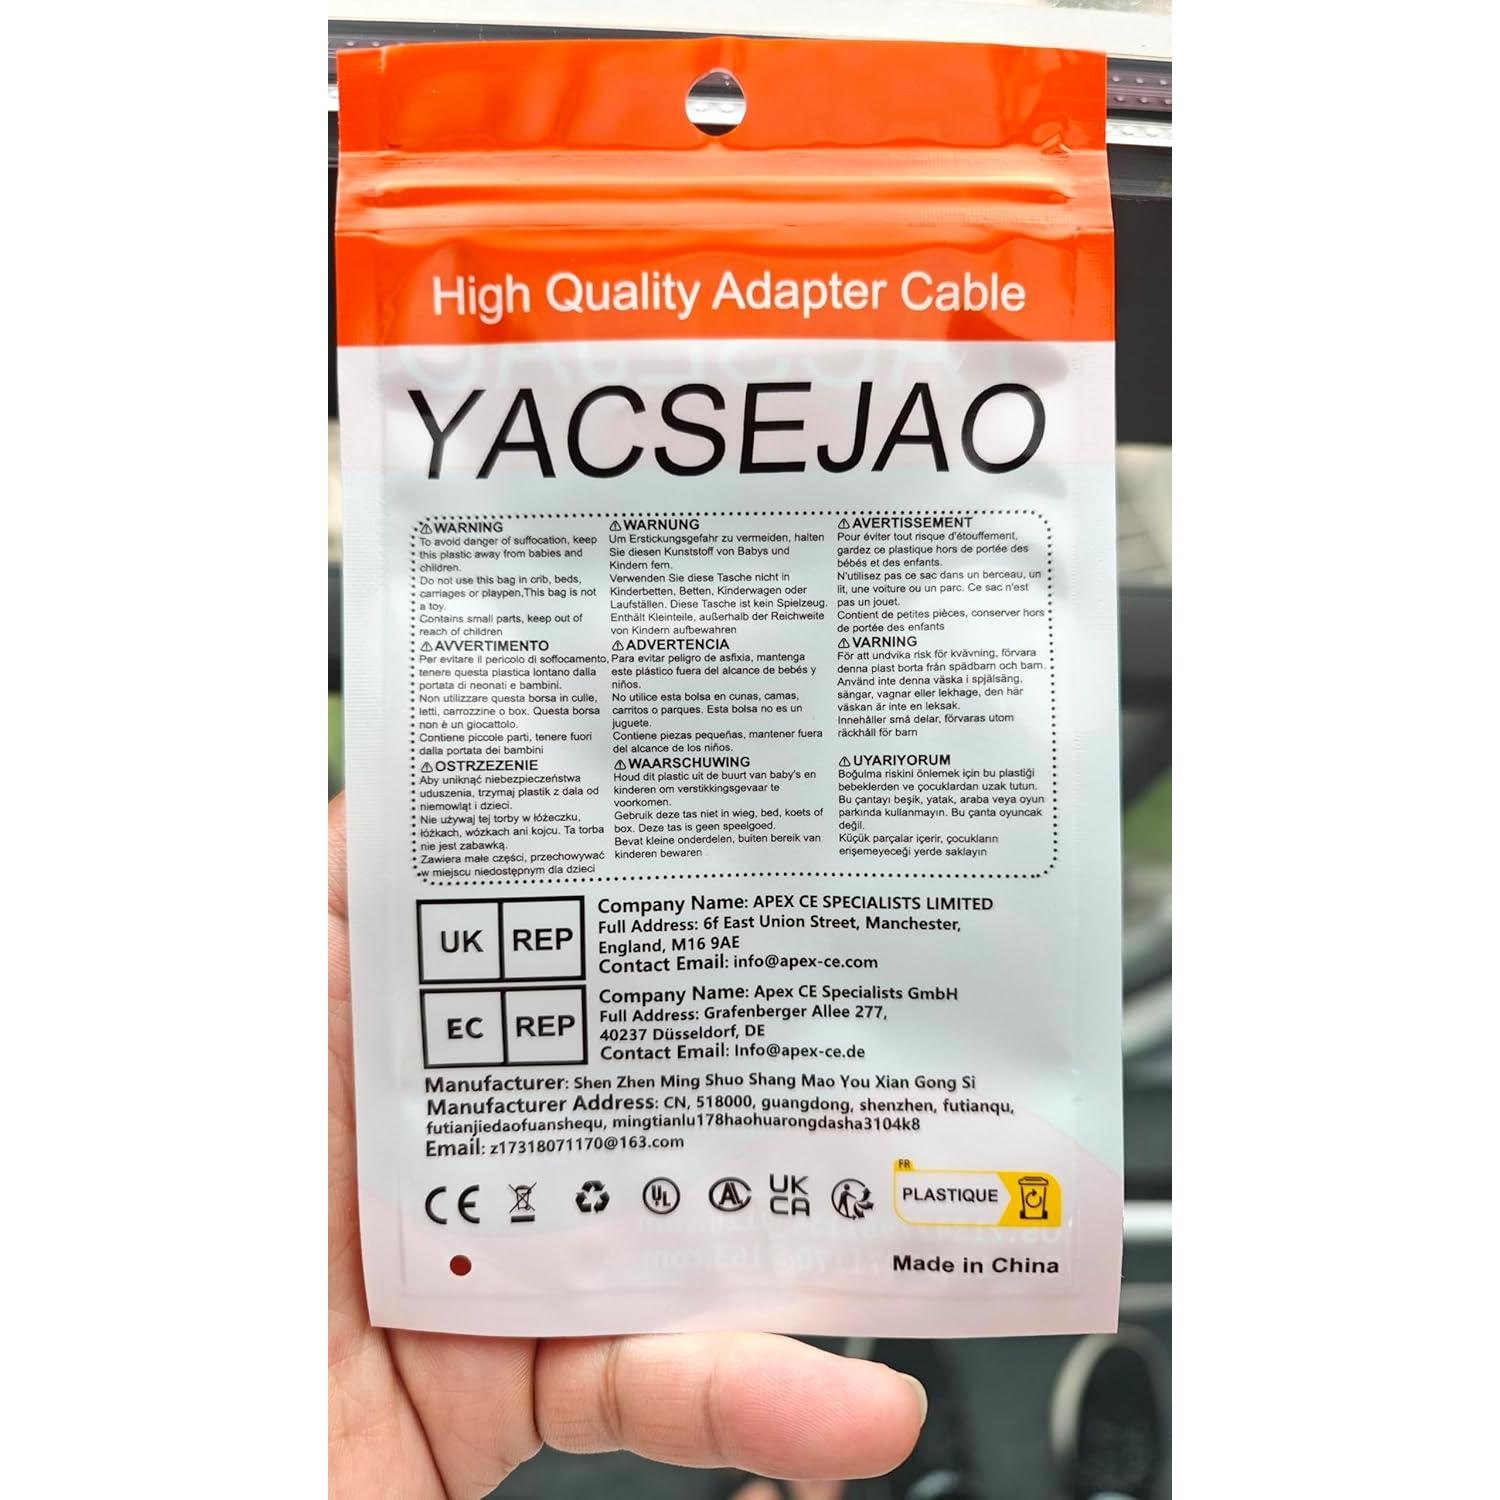 High Quality Adapter Cable
YACSEJAO
⚠WARNING
To avoid danger of suffocation, keep
this plastic away from babies and
children.
Do not use this bag in crib, beds,
carriages or playpen,This bag is not
a toy.
Contains small parts, keep out of
reach of children
⚠WARNUNG
Um Erstickungsgefahr zu vermeiden, halten
Sie diesen Kunststoff von Babys und
Kindern fern.
Verwenden Sie diese Tasche nicht in
Kinderbetten, Betten, Kinderwagen oder
Laufställen. Diese Tasche ist kein Spielzeug.
Enthält Kleinteile, außerhalb der Reichweite
von Kindern aufbewahren
⚠AVERTISSEMENT
Pour éviter tout risque d'étouffement,
gardez ce plastique hors de portée des
bébés et des enfants.
N'utilisez pas ce sac dans un berceau, un
lit, une voiture ou un parc. Ce sac n'est
pas un jouet.
Contient de petites pièces, conserver hors
de portée des enfants
⚠AVVERTIMENTO
Per evitare il pericolo di soffocamento,
tenere questa plastica lontano dalla
portata di neonati e bambini.
Non utilizzare questa borsa in culle,
letti, carrozzine o box. Questa borsa
non è un giocattolo.
Contiene piccole parti, tenere fuori
dalla portata dei bambini
⚠ADVERTENCIA
Para evitar peligro de asfixia, mantenga
este plástico fuera del alcance de bebés y
niños.
No utilice esta bolsa en cunas, camas,
carritos o parques. Esta bolsa no es un
juguete.
Contiene piezas pequeñas, mantener fuera
del alcance de los niños.
⚠VARNING
För att undvika risk för kvävning, förvara
denna plast borta från spädbarn och barn.
Använd inte denna väska i spjälsäng,
sängar, vagnar eller lekhage, den här
väskan är inte en leksak.
Innehåller små delar, förvaras utom
räckhåll för barn
⚠OSTRZEZENIE
Aby uniknąć niebezpieczeństwa
uduszenia, trzymaj plastik z dala od
niemowląt i dzieci.
Nie używaj tej torby w łóżeczku,
łóżkach, wózkach ani kojcu. Ta torba
nie jest zabawką.
Zawiera małe części, przechowywać
w miejscu niedostępnym dla dzieci
⚠WAARSCHUWING
Houd dit plastic uit de buurt van baby's en
kinderen om verstikkingsgevaar te
voorkomen.
Gebruik deze tas niet in wieg, bed, koets of
box. Deze tas is geen speelgoed.
Bevat kleine onderdelen, buiten bereik van
kinderen bewaren
⚠UYARIYORUM
Boğulma riskini önlemek için bu plastiği
bebeklerden ve çocuklardan uzak tutun.
Bu çantayı beşik, yatak, araba veya oyun
parkında kullanmayın. Bu çanta oyuncak
değil.
Küçük parçalar içerir, çocukların
erişemeyeceği yerde saklayın
UK REP
Company Name: APEX CE SPECIALISTS LIMITED
Full Address: 6f East Union Street, Manchester,
England, M16 9AE
Contact Email: info@apex-ce.com
EC REP
Company Name: Apex CE Specialists GmbH
Full Address: Grafenberger Allee 277,
40237 Düsseldorf, DE
Contact Email: Info@apex-ce.de
Manufacturer: Shen Zhen Ming Shuo Shang Mao You Xian Gong Si
Manufacturer Address: CN, 518000, guangdong, shenzhen, futianqu,
futianjiedaofuanshequ, mingtianlu178haohuarongdasha3104k8
Email: z17318071170@163.com
CE UL UK
CA
FR
PLASTIQUE
Made in China